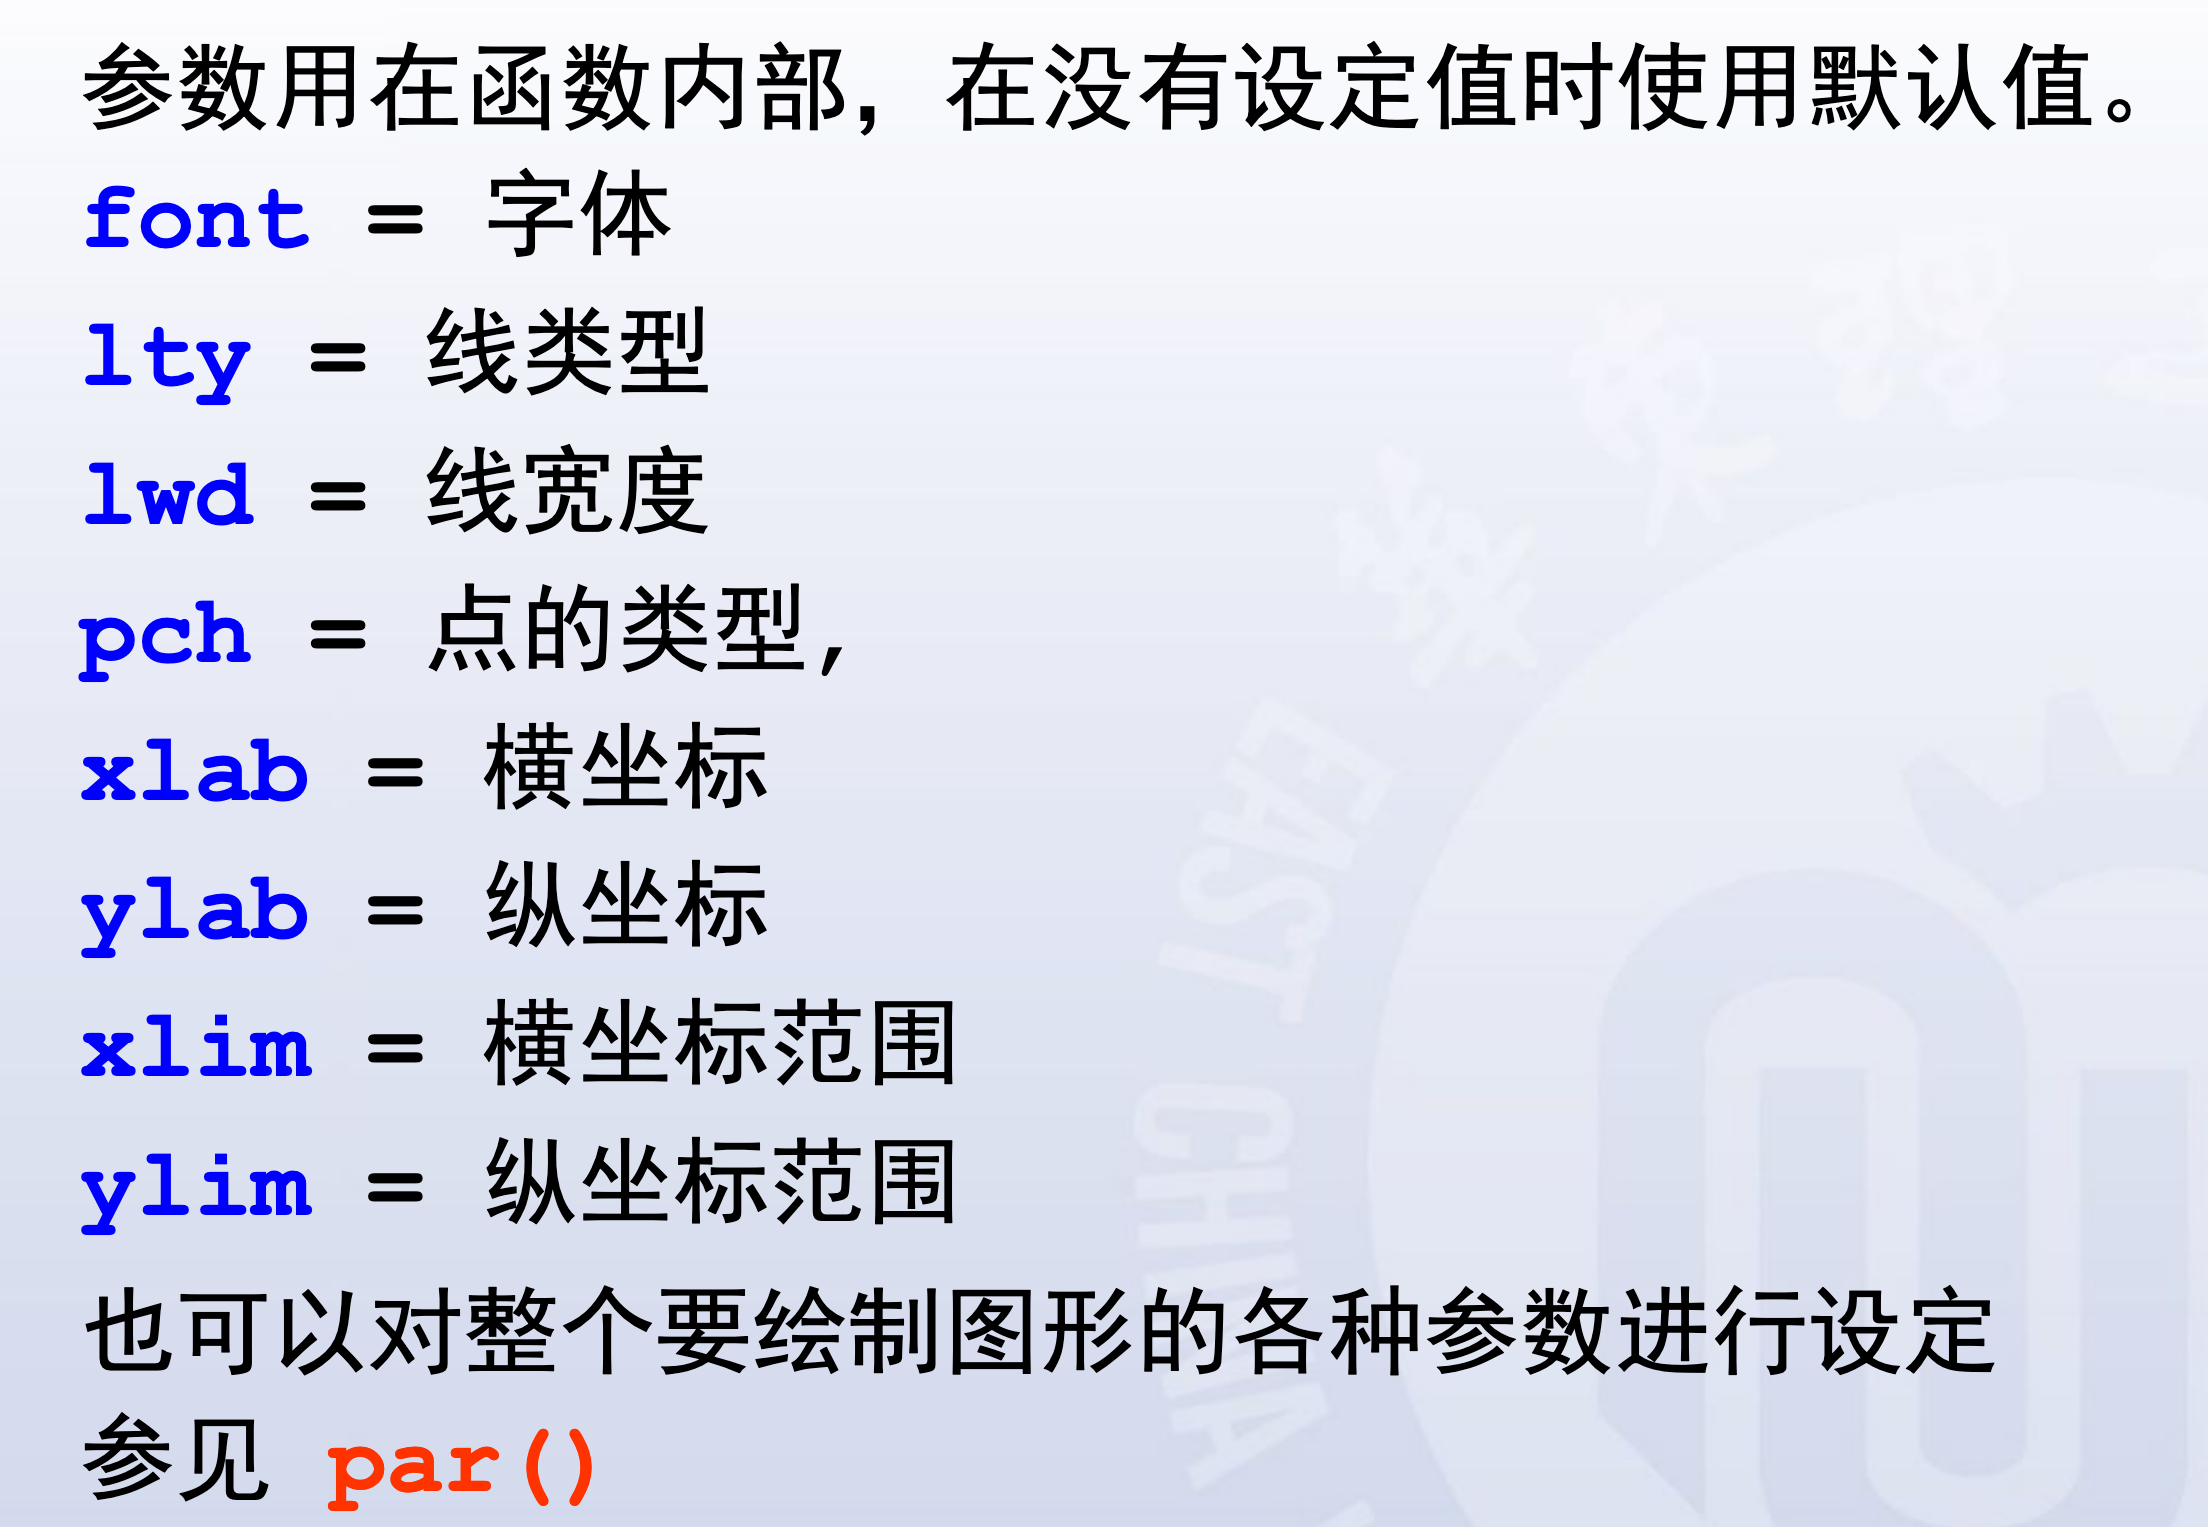 参数用在函数内部，在没有设定值时使用默认值。
font = 字体
lty = 线类型
lwd = 线宽度
pch = 点的类型,
xlab = 横坐标
ylab = 纵坐标
xlim = 横坐标范围
ylim = 纵坐标范围
也可以对整个要绘制图形的各种参数进行设定
参见 par()
EAST CHINA